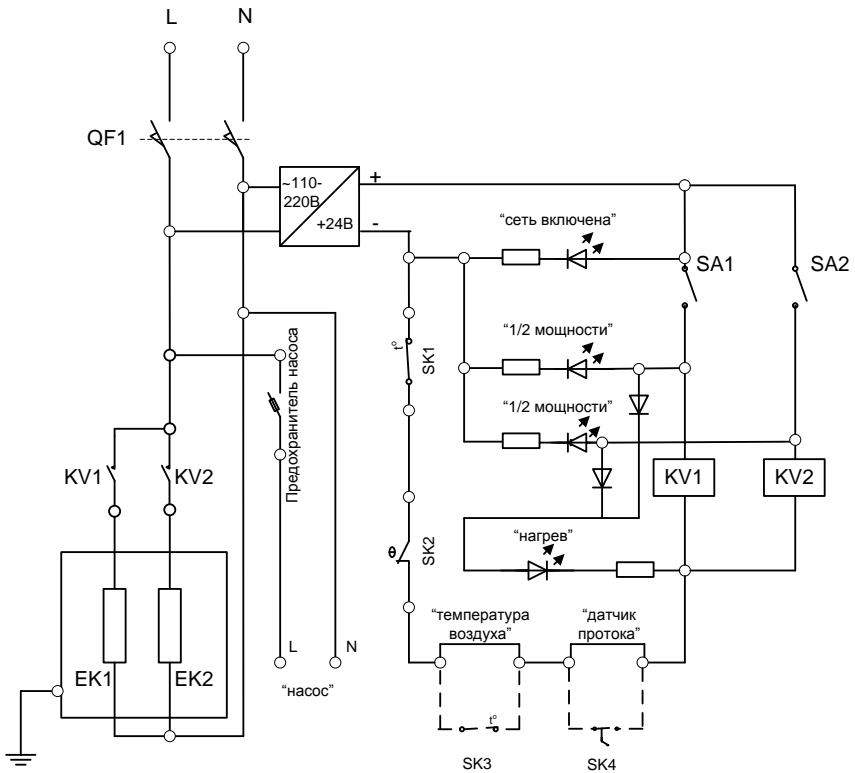 L
N
QF1
~110-
220В
+24В
+
-
“сеть включена”
SA1
SA2
“1/2 мощности”
t°
SK1
“1/2 мощности”
Предохранитель насоса
KV1
KV2
KV1
KV2
“нагрев”
θ
SK2
“температура
воздуха”
“датчик
протока”
L
N
“насос”
EK1
EK2
t°
SK3
SK4